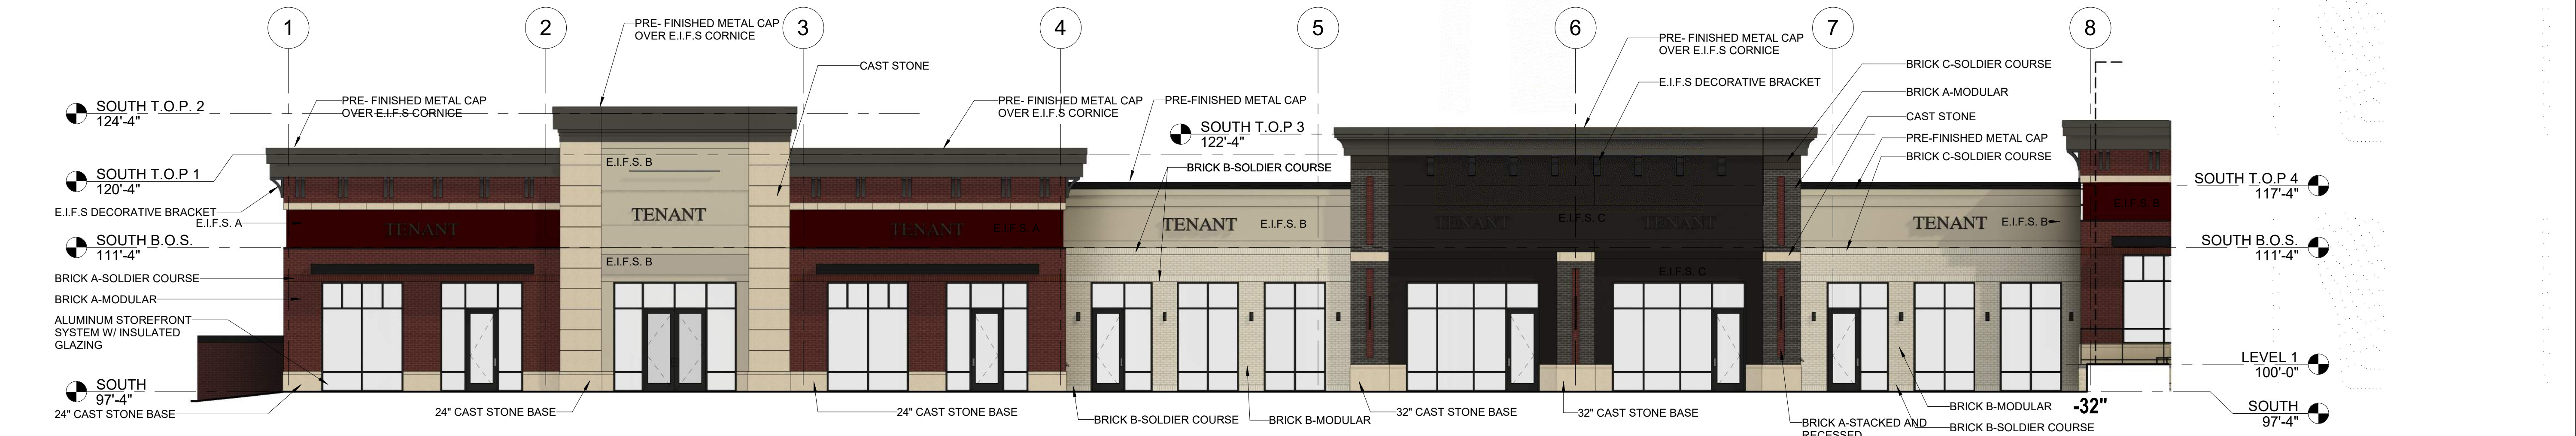 1
2
3
4
5
6
7
8
PRE- FINISHED METAL CAP
OVER E.I.F.S CORNICE
CAST STONE
PRE- FINISHED METAL CAP
OVER E.I.F.S CORNICE
PRE- FINISHED METAL CAP
OVER E.I.F.S CORNICE
PRE-FINISHED METAL CAP
PRE- FINISHED METAL CAP
OVER E.I.F.S CORNICE
E.I.F.S DECORATIVE BRACKET
BRICK C-SOLDIER COURSE
BRICK A-MODULAR
CAST STONE
PRE-FINISHED METAL CAP
BRICK C-SOLDIER COURSE
SOUTH T.O.P. 2
124'-4"
SOUTH T.O.P 3
122'-4"
BRICK B-SOLDIER COURSE
SOUTH T.O.P 1
120'-4"
SOUTH T.O.P 4
117'-4"
E.I.F.S DECORATIVE BRACKET
E.I.F.S. A
E.I.F.S. B
TENANT
TENANT
TENANT
E.I.F.S. A
TENANT
E.I.F.S. B
TENANT
E.I.F.S. C
TENANT
TENANT
E.I.F.S. B
E.I.F.S. B
SOUTH B.O.S.
111'-4"
SOUTH B.O.S.
111'-4"
E.I.F.S. B
E.I.F.S. C
BRICK A-SOLDIER COURSE
BRICK A-MODULAR
ALUMINUM STOREFRONT
SYSTEM W/ INSULATED
GLAZING
SOUTH
97'-4"
24" CAST STONE BASE
24" CAST STONE BASE
24" CAST STONE BASE
BRICK B-SOLDIER COURSE
BRICK B-MODULAR
32" CAST STONE BASE
32" CAST STONE BASE
BRICK A-STACKED AND
RECESSED
BRICK B-MODULAR
BRICK B-SOLDIER COURSE
-32"
LEVEL 1
100'-0"
SOUTH
97'-4"